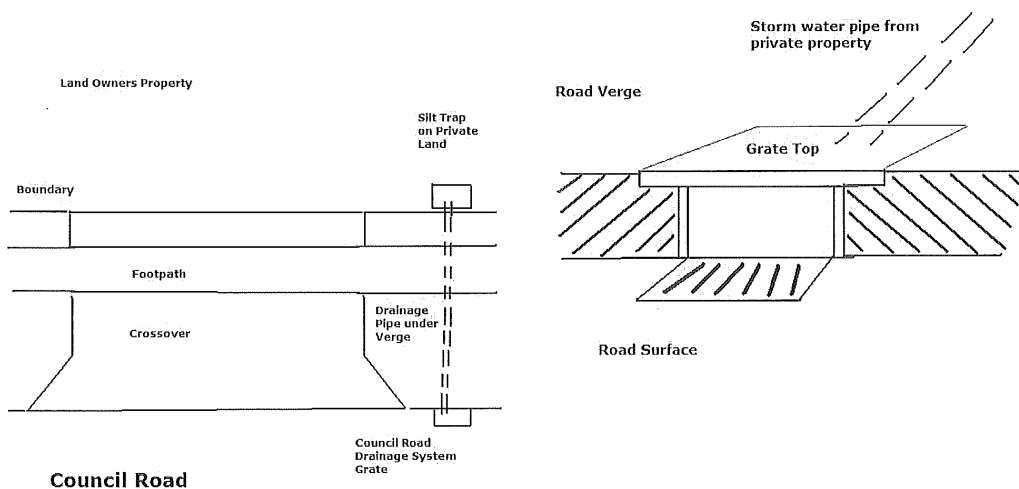 Land Owners Property
Silt Trap
on Private
Land
Boundary
Footpath
Crossover
Drainage
Pipe under
Verge
Council Road
Drainage System
Grate
Council Road
Storm water pipe from
private property
Road Verge
Grate Top
Road Surface